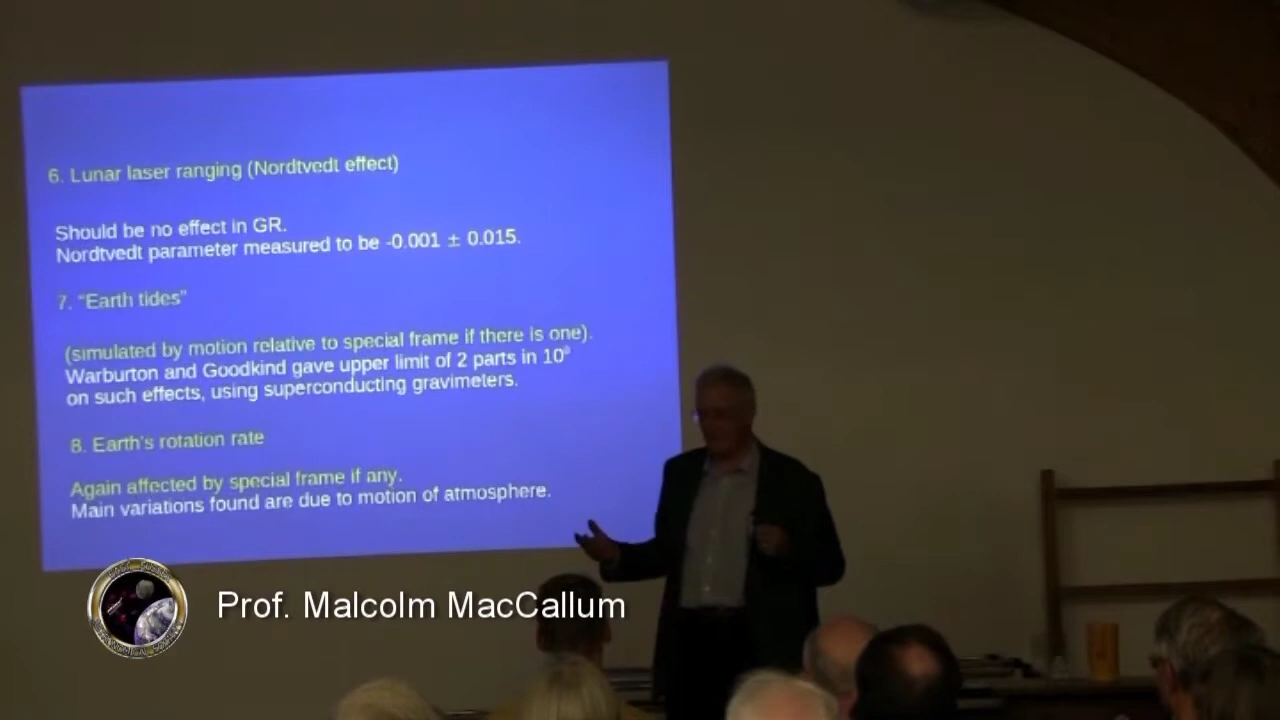 6. Lunar laser ranging (Nordtvedt effect)
Should be no effect in GR.
Nordtvedt parameter measured to be -0.001 ± 0.015.
7. “Earth tides”
(simulated by motion relative to special frame if there is one).
Warburton and Goodkind gave upper limit of 2 parts in 10⁹
on such effects, using superconducting gravimeters.
8. Earth's rotation rate
Again affected by special frame if any.
Main variations found are due to motion of atmosphere.
Prof. Malcolm MacCallum